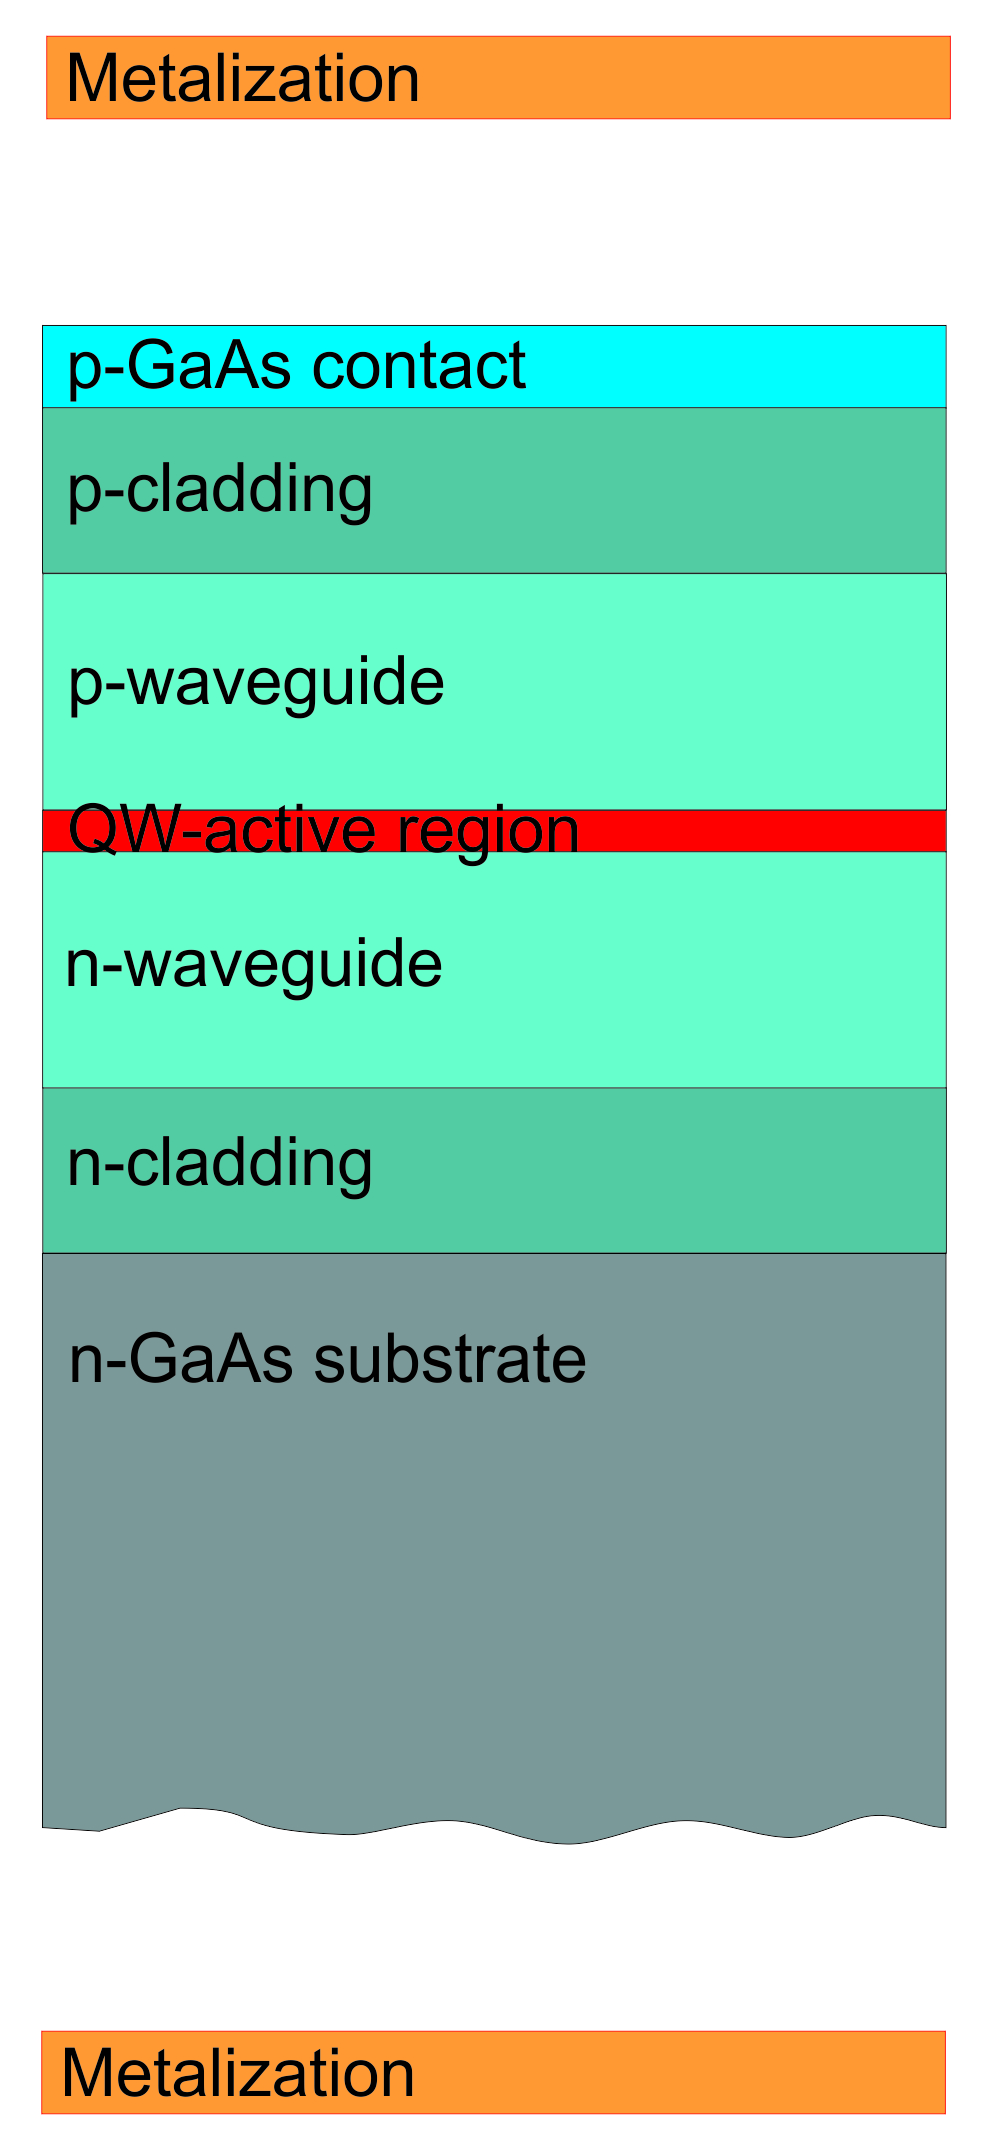 Metalization
p-GaAs contact
p-cladding
p-waveguide
QW-active region
n-waveguide
n-cladding
n-GaAs substrate
Metalization